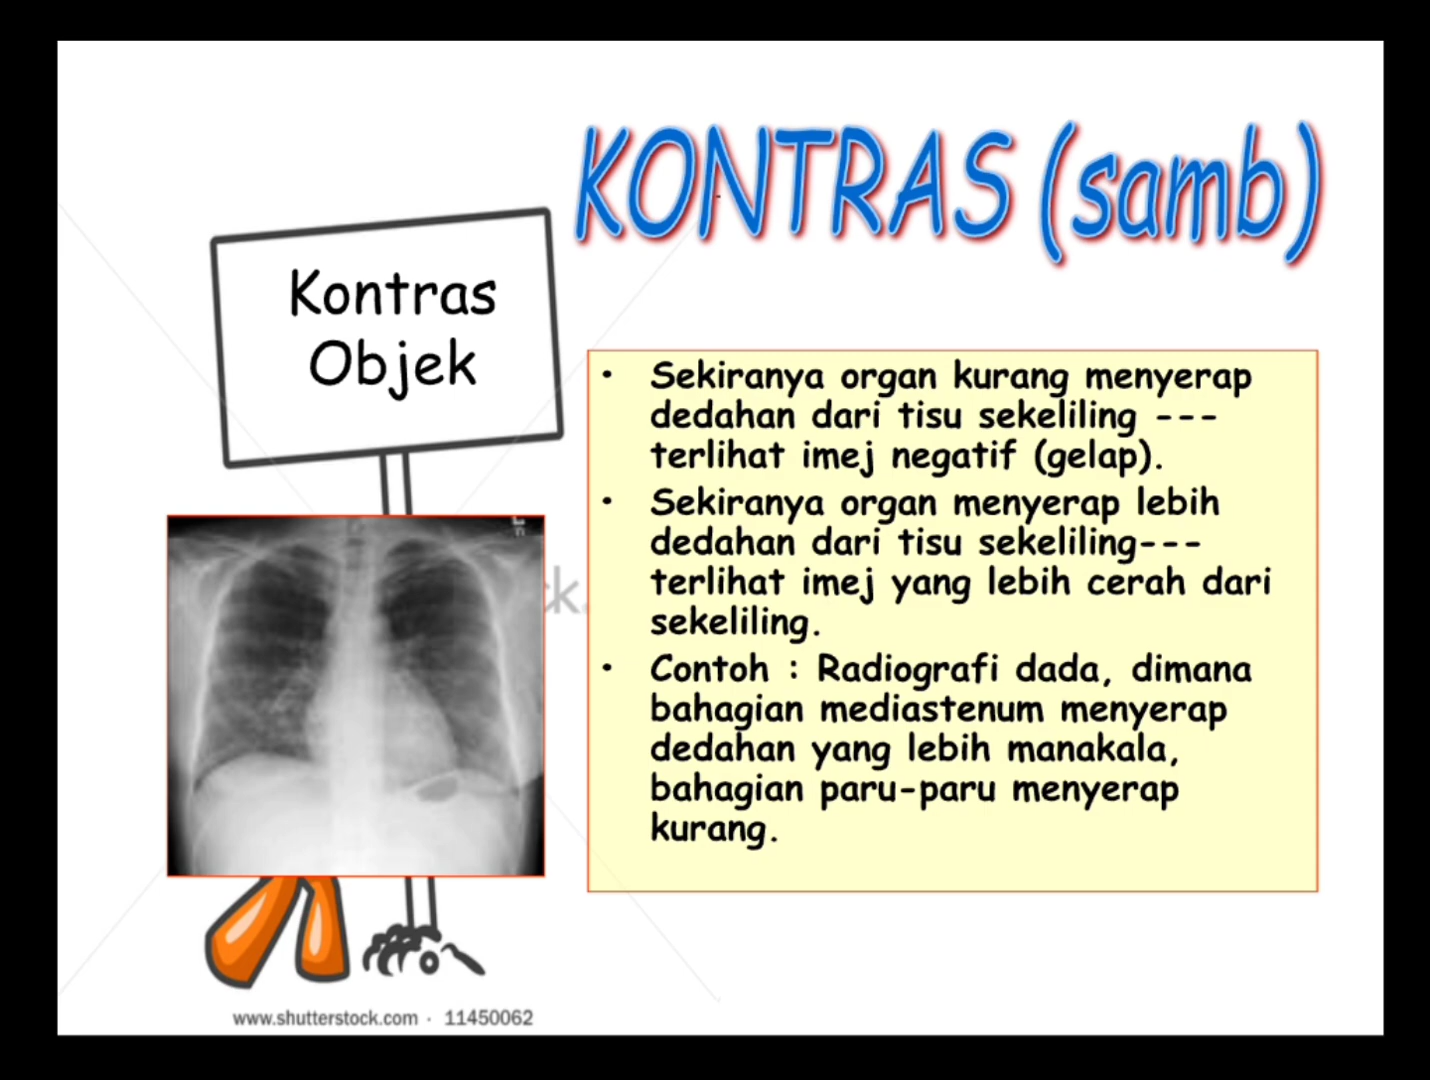 KONTRAS (samb)
Kontras
Objek
• Sekiranya organ kurang menyerap
dedahan dari tisu sekeliling ---
terlihat imej negatif (gelap).
• Sekiranya organ menyerap lebih
dedahan dari tisu sekeliling---
terlihat imej yang lebih cerah dari
sekeliling.
• Contoh : Radiografi dada, dimana
bahagian mediastenum menyerap
dedahan yang lebih manakala,
bahagian paru-paru menyerap
kurang.
ck.
www.shutterstock.com · 11450062